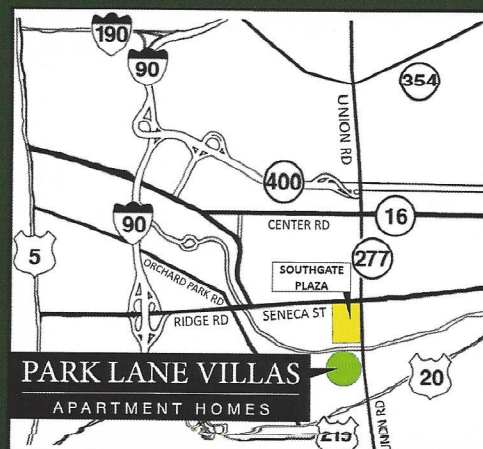 190
90
354
UNION RD
400
16
CENTER RD
90
277
5
ORCHARD PARK RD
SOUTHGATE
PLAZA
SENECA ST
RIDGE RD
PARK LANE VILLAS
APARTMENT HOMES
20
219
UNION RD